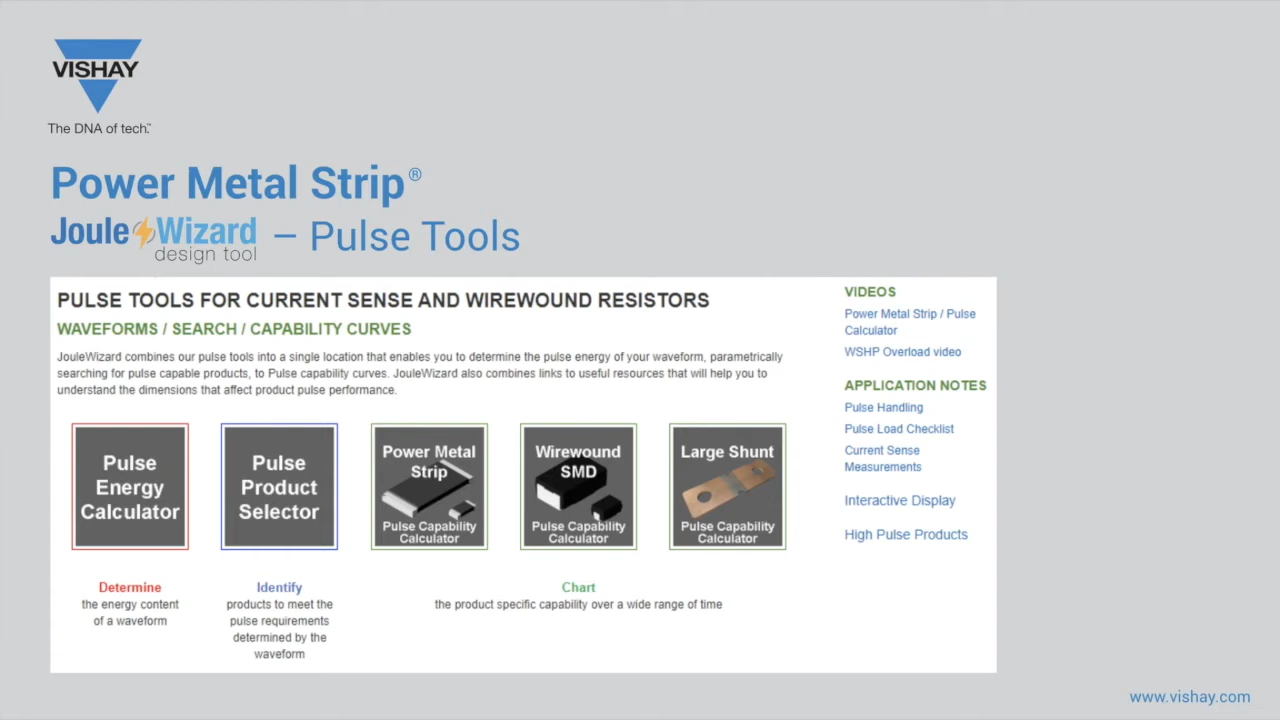 VISHAY
The DNA of tech.™
Power Metal Strip®
JouleWizard – Pulse Tools
design tool
PULSE TOOLS FOR CURRENT SENSE AND WIREWOUND RESISTORS
WAVEFORMS / SEARCH / CAPABILITY CURVES
JouleWizard combines our pulse tools into a single location that enables you to determine the pulse energy of your waveform, parametrically
searching for pulse capable products, to Pulse capability curves. JouleWizard also combines links to useful resources that will help you to
understand the dimensions that affect product pulse performance.
Pulse
Energy
Calculator
Pulse
Product
Selector
Power Metal
Strip
Pulse Capability
Calculator
Wirewound
SMD
Pulse Capability
Calculator
Large Shunt
Pulse Capability
Calculator
Determine
the energy content
of a waveform
Identify
products to meet the
pulse requirements
determined by the
waveform
Chart
the product specific capability over a wide range of time
VIDEOS
Power Metal Strip / Pulse
Calculator
WSHP Overload video
APPLICATION NOTES
Pulse Handling
Pulse Load Checklist
Current Sense
Measurements
Interactive Display
High Pulse Products
www.vishay.com